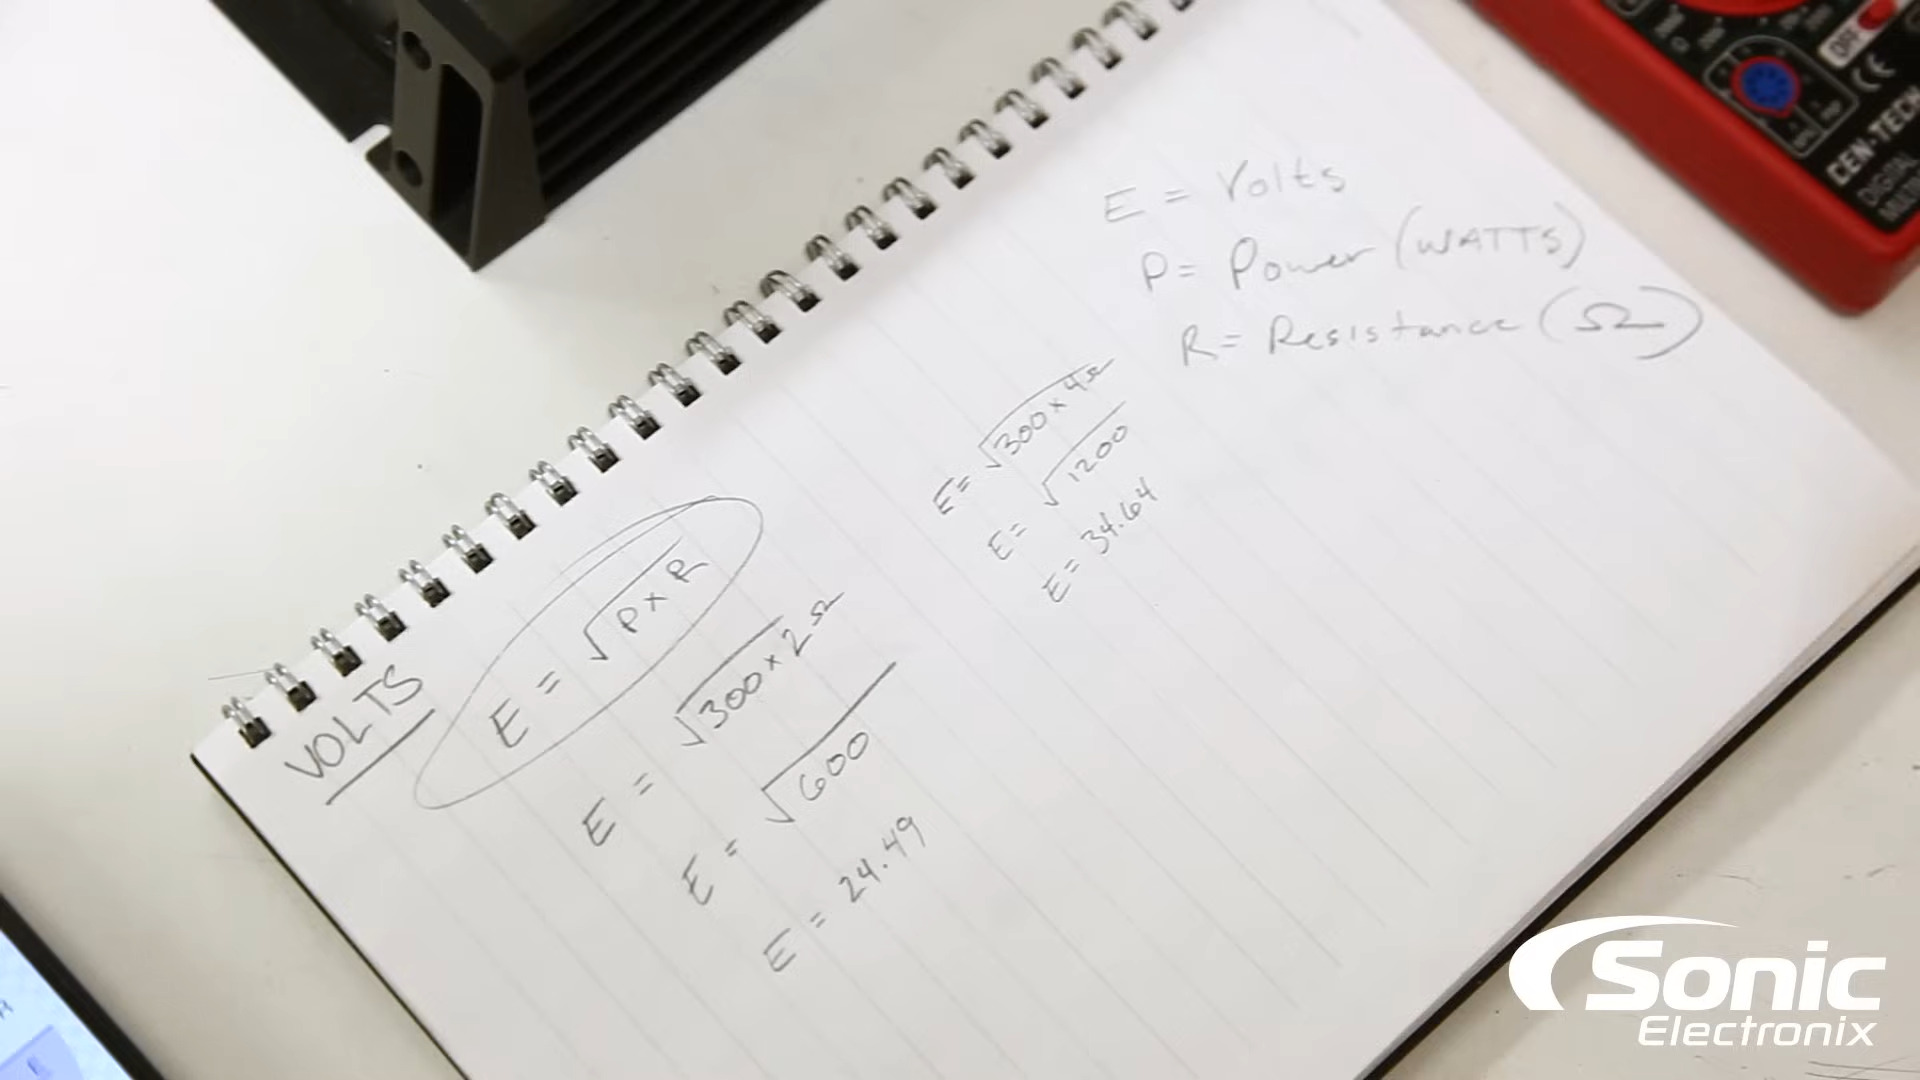 E = Volts
P = Power (WATTS)
R = Resistance (Ω)
VOLTS
E = √P x R
E = √300 x 2Ω
E = √600
E = 24.49
E = √300 x 4Ω
E = √1200
E = 34.64
OFF
CE
CEN-TECH
DIGITAL
Sonic
Electronix